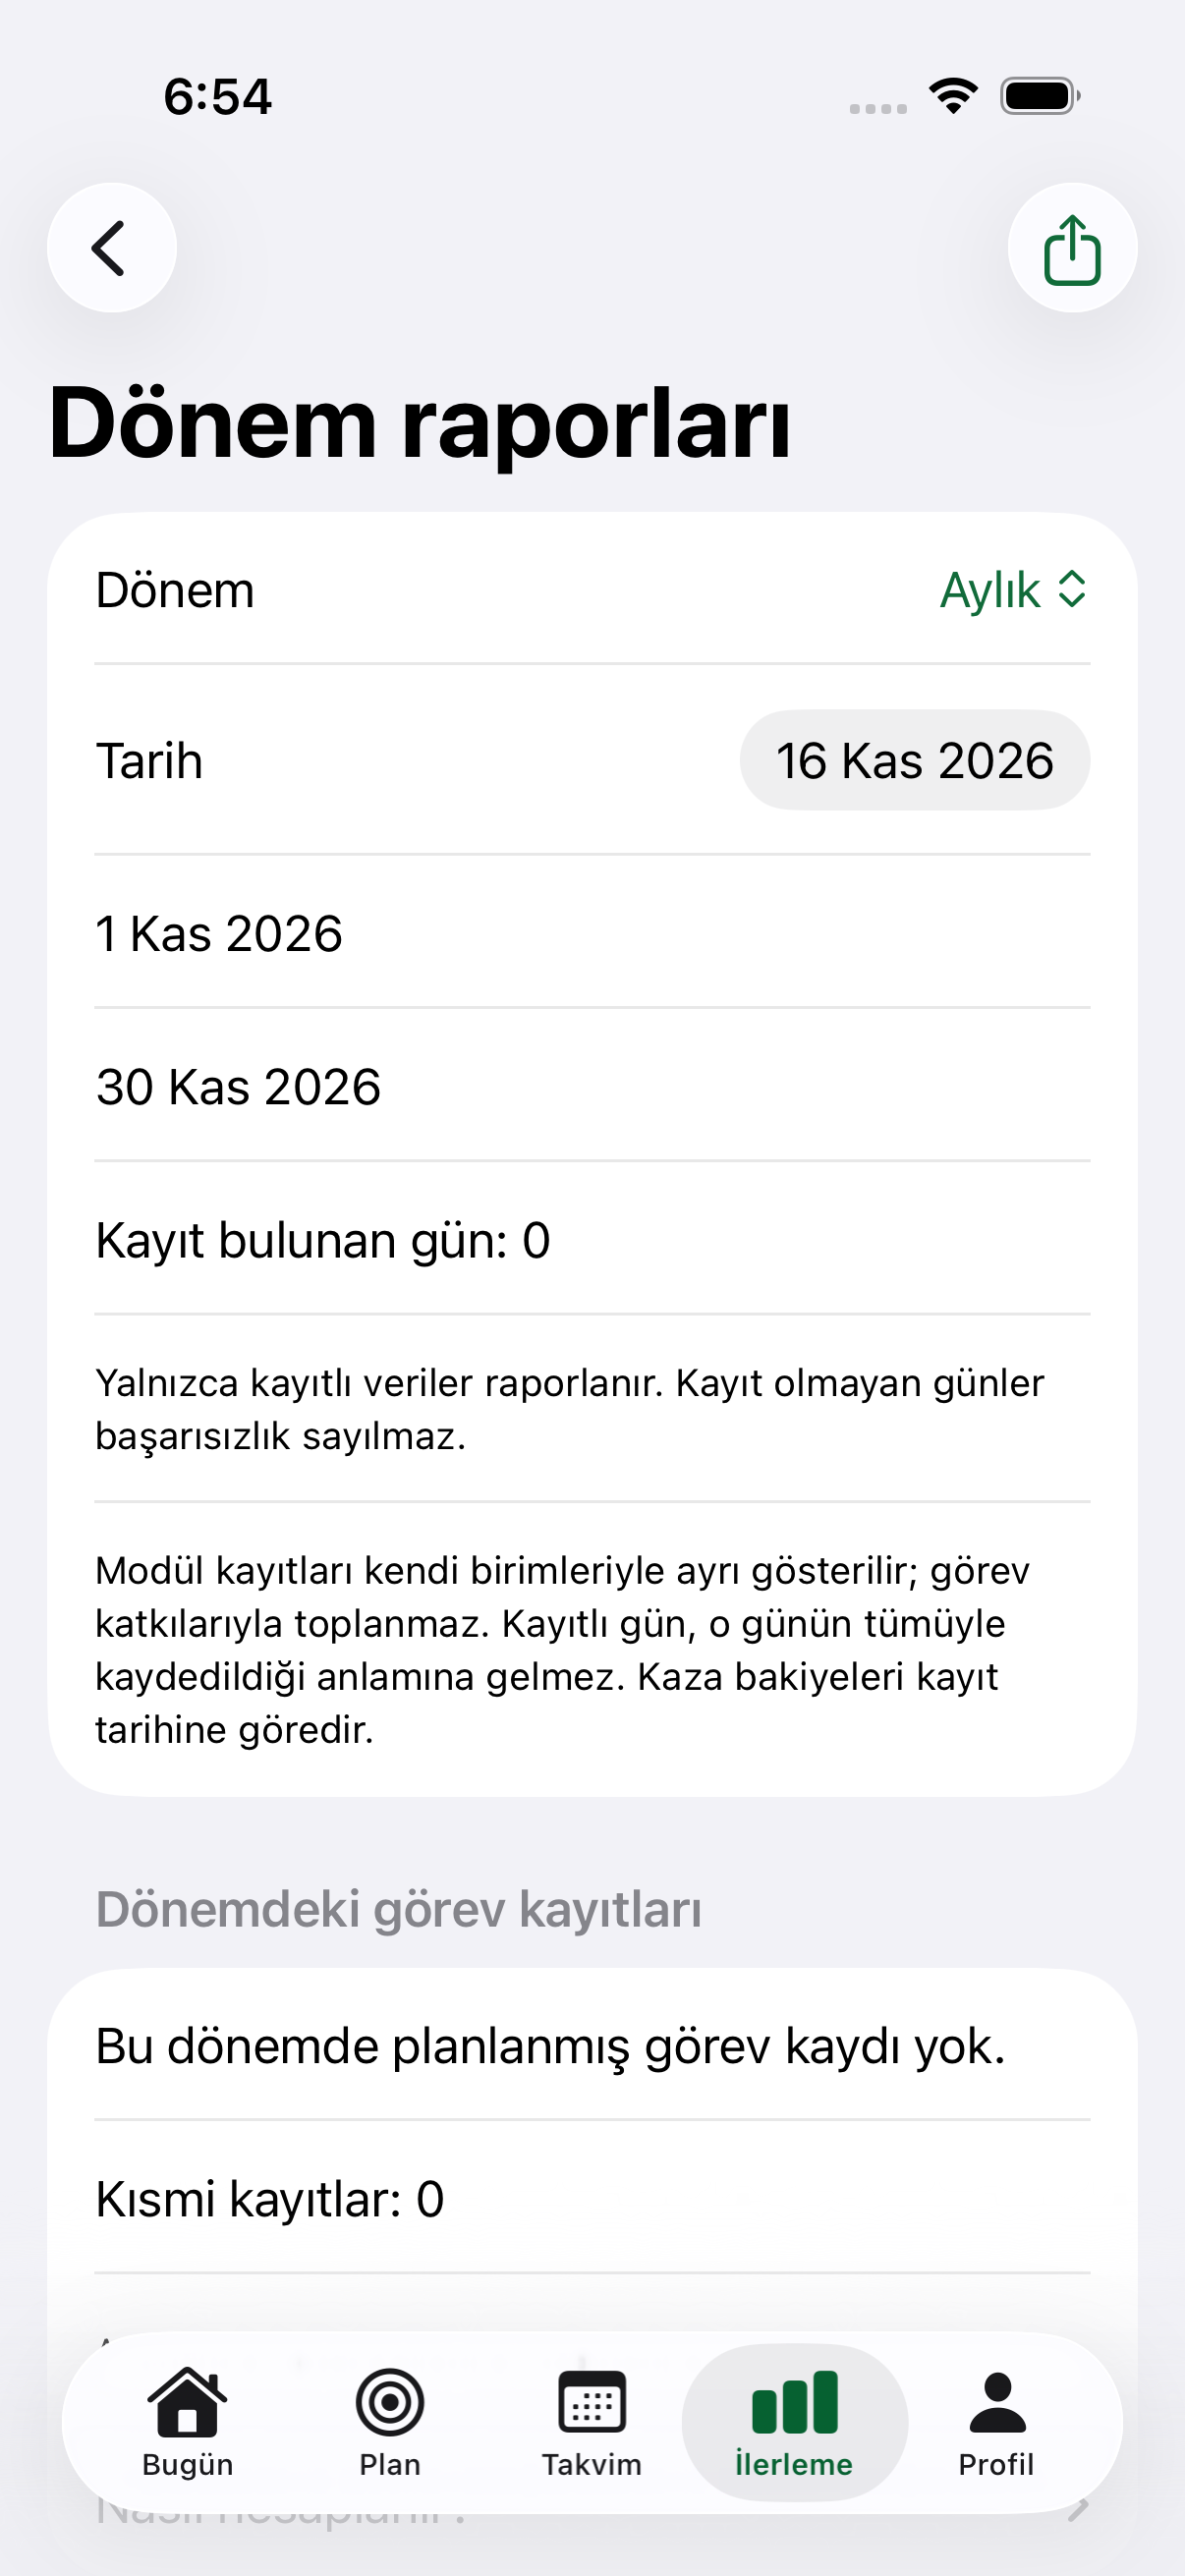 6:54
Dönem raporları
Dönem
Aylık
Tarih
16 Kas 2026
1 Kas 2026
30 Kas 2026
Kayıt bulunan gün: 0
Yalnızca kayıtlı veriler raporlanır. Kayıt olmayan günler
başarısızlık sayılmaz.
Modül kayıtları kendi birimleriyle ayrı gösterilir; görev
katkılarıyla toplanmaz. Kayıtlı gün, o günün tümüyle
kaydedildiği anlamına gelmez. Kaza bakiyeleri kayıt
tarihine göredir.
Dönemdeki görev kayıtları
Bu dönemde planlanmış görev kaydı yok.
Kısmi kayıtlar: 0
Bugün
Plan
Takvim
İlerleme
Profil